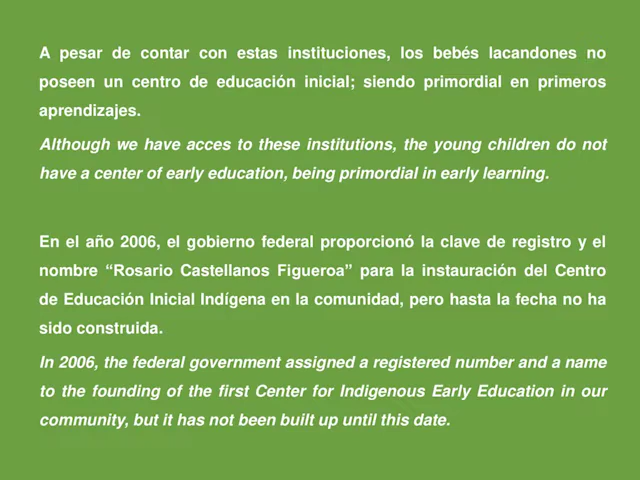 A pesar de contar con estas instituciones, los bebés lacandones no
poseen un centro de educación inicial; siendo primordial en primeros
aprendizajes.
Although we have acces to these institutions, the young children do not
have a center of early education, being primordial in early learning.
En el año 2006, el gobierno federal proporcionó la clave de registro y el
nombre “Rosario Castellanos Figueroa” para la instauración del Centro
de Educación Inicial Indígena en la comunidad, pero hasta la fecha no ha
sido construida.
In 2006, the federal government assigned a registered number and a name
to the founding of the first Center for Indigenous Early Education in our
community, but it has not been built up until this date.